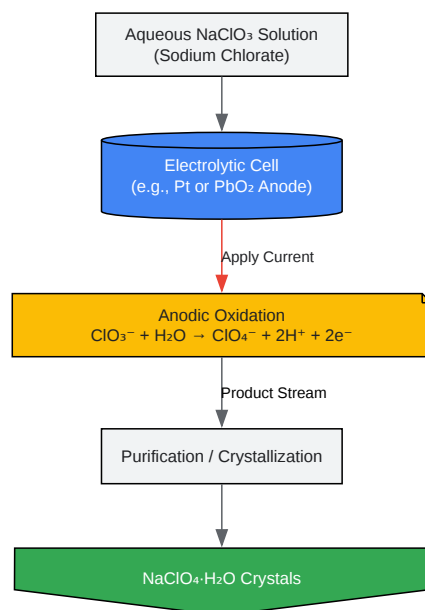 Aqueous NaClO₃ Solution
(Sodium Chlorate)
Electrolytic Cell
(e.g., Pt or PbO₂ Anode)
Apply Current
Anodic Oxidation
ClO₃⁻ + H₂O → ClO₄⁻ + 2H⁺ + 2e⁻
Product Stream
Purification / Crystallization
NaClO₄·H₂O Crystals